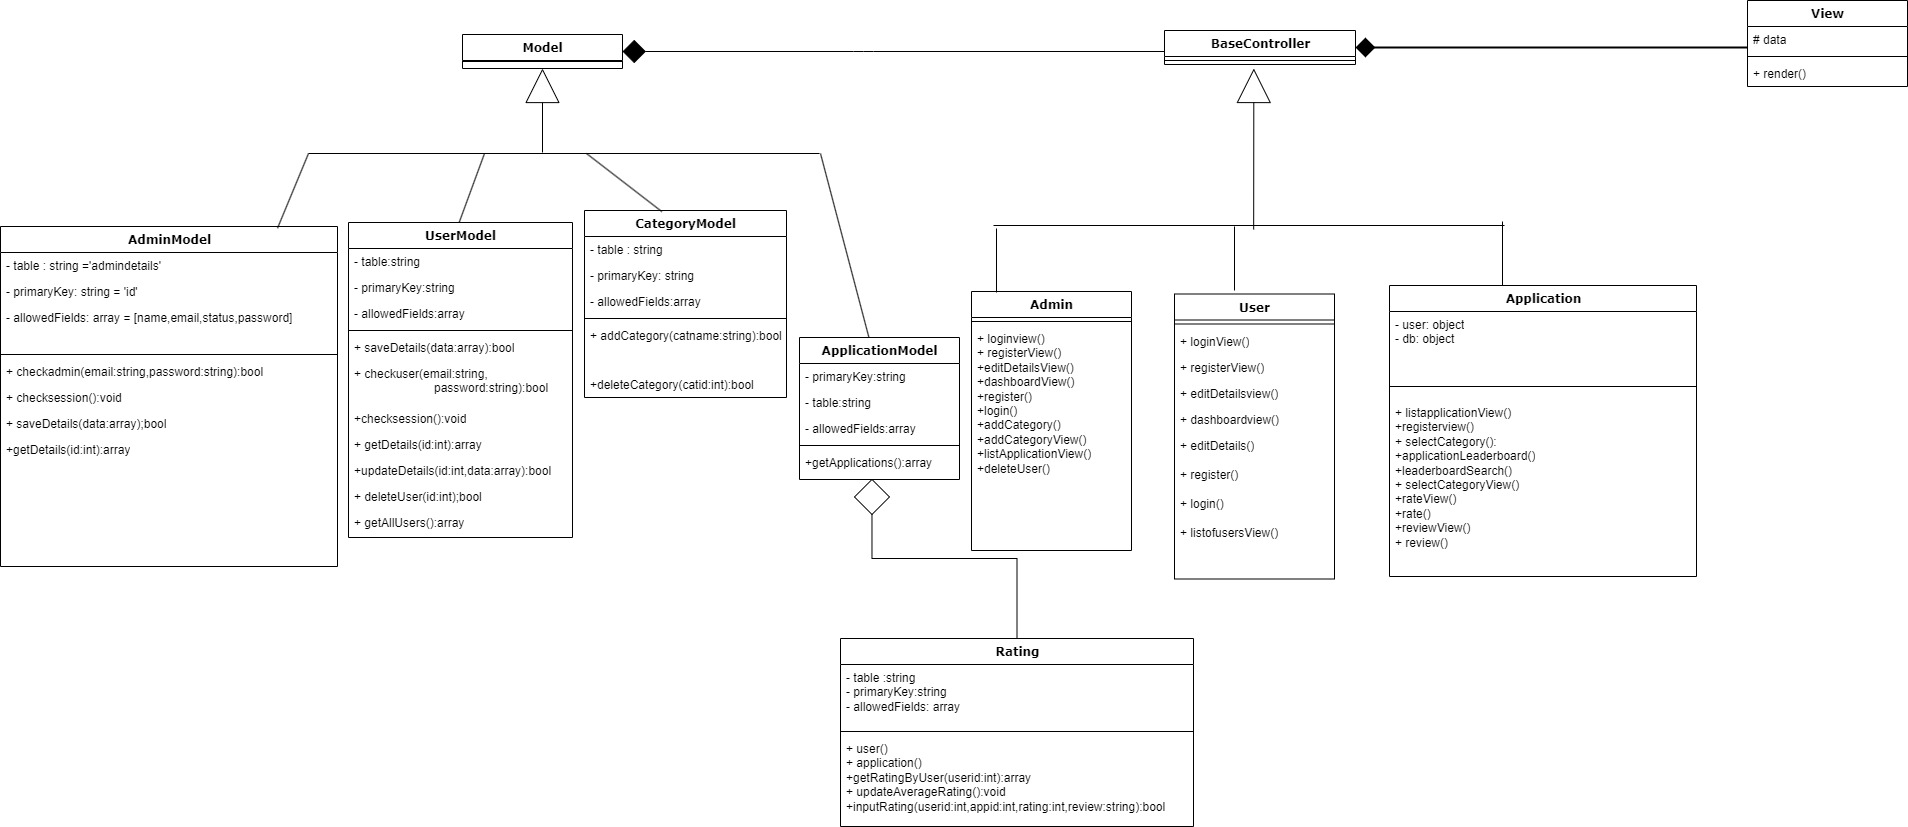 Model
BaseController
View
# data
+ render()
AdminModel
- table : string ='admindetails'
- primaryKey: string = 'id'
- allowedFields: array = [name,email,status,password]
+ checkadmin(email:string,password:string):bool
+ checksession():void
+ saveDetails(data:array);bool
+getDetails(id:int):array
UserModel
- table:string
- primaryKey:string
- allowedFields:array
+ saveDetails(data:array):bool
+ checkuser(email:string,
password:string):bool
+checksession():void
+ getDetails(id:int):array
+updateDetails(id:int,data:array):bool
+ deleteUser(id:int);bool
+ getAllUsers():array
CategoryModel
- table : string
- primaryKey: string
- allowedFields:array
+ addCategory(catname:string):bool
+deleteCategory(catid:int):bool
ApplicationModel
- primaryKey:string
- table:string
- allowedFields:array
+getApplications():array
Admin
+ loginview()
+ registerView()
+editDetailsView()
+dashboardView()
+register()
+login()
+addCategory()
+addCategoryView()
+listApplicationView()
+deleteUser()
User
+ loginView()
+ registerView()
+ editDetailsview()
+ dashboardview()
+ editDetails()
+ register()
+ login()
+ listofusersView()
Application
- user: object
- db: object
+ listapplicationView()
+registerview()
+ selectCategory():
+applicationLeaderboard()
+leaderboardSearch()
+ selectCategoryView()
+rateView()
+rate()
+reviewView()
+ review()
Rating
- table :string
- primaryKey:string
- allowedFields: array
+ user()
+ application()
+getRatingByUser(userid:int):array
+ updateAverageRating():void
+inputRating(userid:int,appid:int,rating:int,review:string):bool